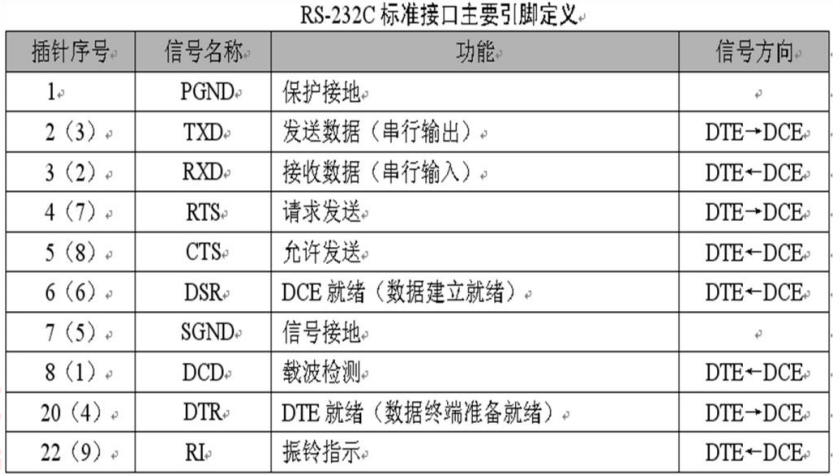 RS-232C 标准接口主要引脚定义
插针序号 信号名称 功能 信号方向
1 PGND 保护接地
2（3） TXD 发送数据（串行输出） DTE→DCE
3（2） RXD 接收数据（串行输入） DTE←DCE
4（7） RTS 请求发送 DTE→DCE
5（8） CTS 允许发送 DTE←DCE
6（6） DSR DCE 就绪（数据建立就绪） DTE←DCE
7（5） SGND 信号接地
8（1） DCD 载波检测 DTE←DCE
20（4） DTR DTE 就绪（数据终端准备就绪） DTE→DCE
22（9） RI 振铃指示 DTE←DCE